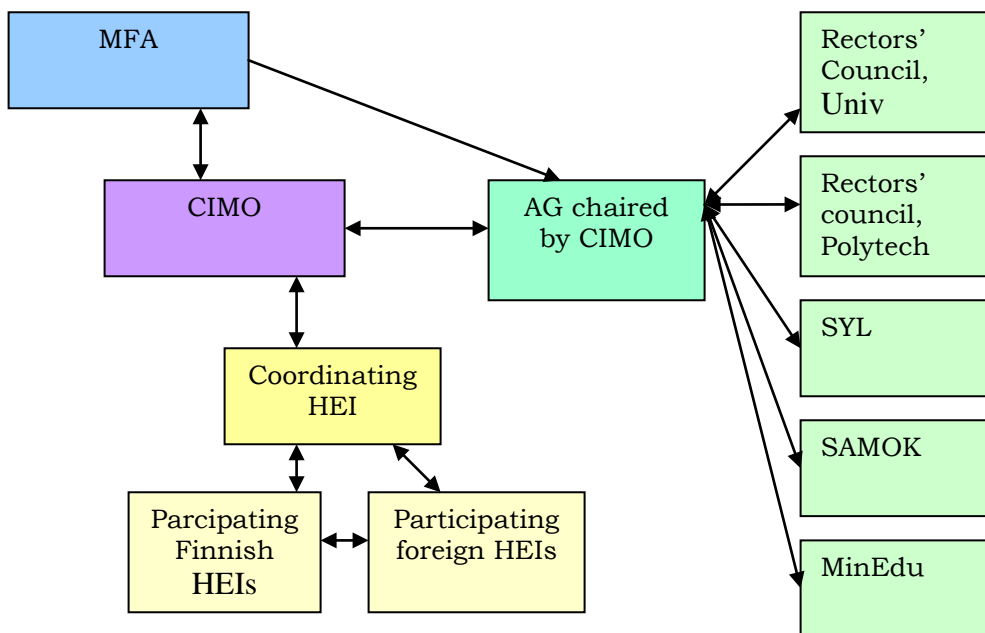 MFA
Rectors’
Council,
Univ
CIMO
AG chaired
by CIMO
Rectors’
council,
Polytech
SYL
Coordinating
HEI
SAMOK
Parcipating
Finnish
HEIs
Participating
foreign HEIs
MinEdu